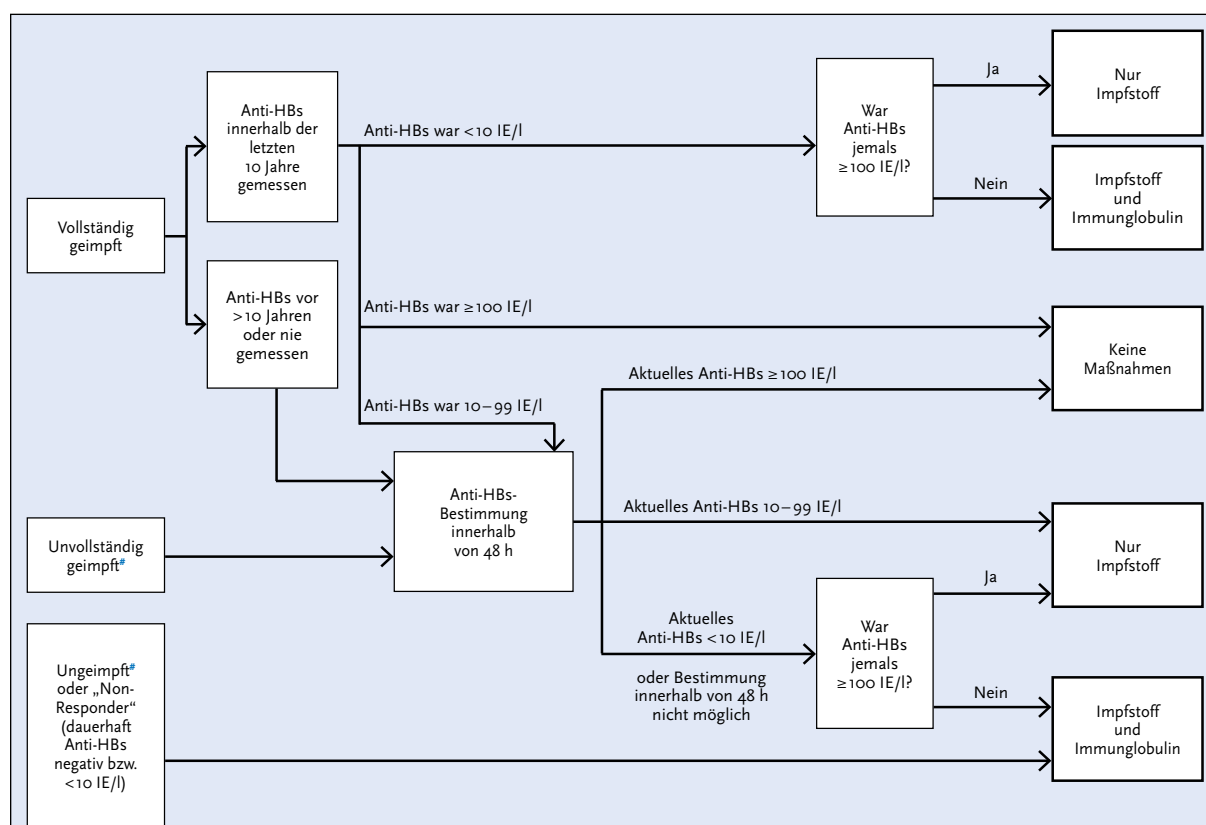 Vollständig
geimpft
Anti-HBs
innerhalb der
letzten
10 Jahre
gemessen
Anti-HBs vor
>10 Jahren
oder nie
gemessen
Anti-HBs war <10 IE/l
War
Anti-HBs
jemals
≥100 IE/l?
Ja
Nur
Impfstoff
Nein
Impfstoff
und
Immunglobulin
Anti-HBs war ≥100 IE/l
Keine
Maßnahmen
Anti-HBs war 10–99 IE/l
Aktuelles Anti-HBs ≥100 IE/l
Unvollständig
geimpft#
Anti-HBs-
Bestimmung
innerhalb
von 48 h
Aktuelles Anti-HBs 10–99 IE/l
Nur
Impfstoff
Aktuelles
Anti-HBs <10 IE/l
oder Bestimmung
innerhalb von 48 h
nicht möglich
War
Anti-HBs
jemals
≥100 IE/l?
Ja
Nein
Impfstoff
und
Immunglobulin
Ungeimpft#
oder „Non-
Responder“
(dauerhaft
Anti-HBs
negativ bzw.
<10 IE/l)